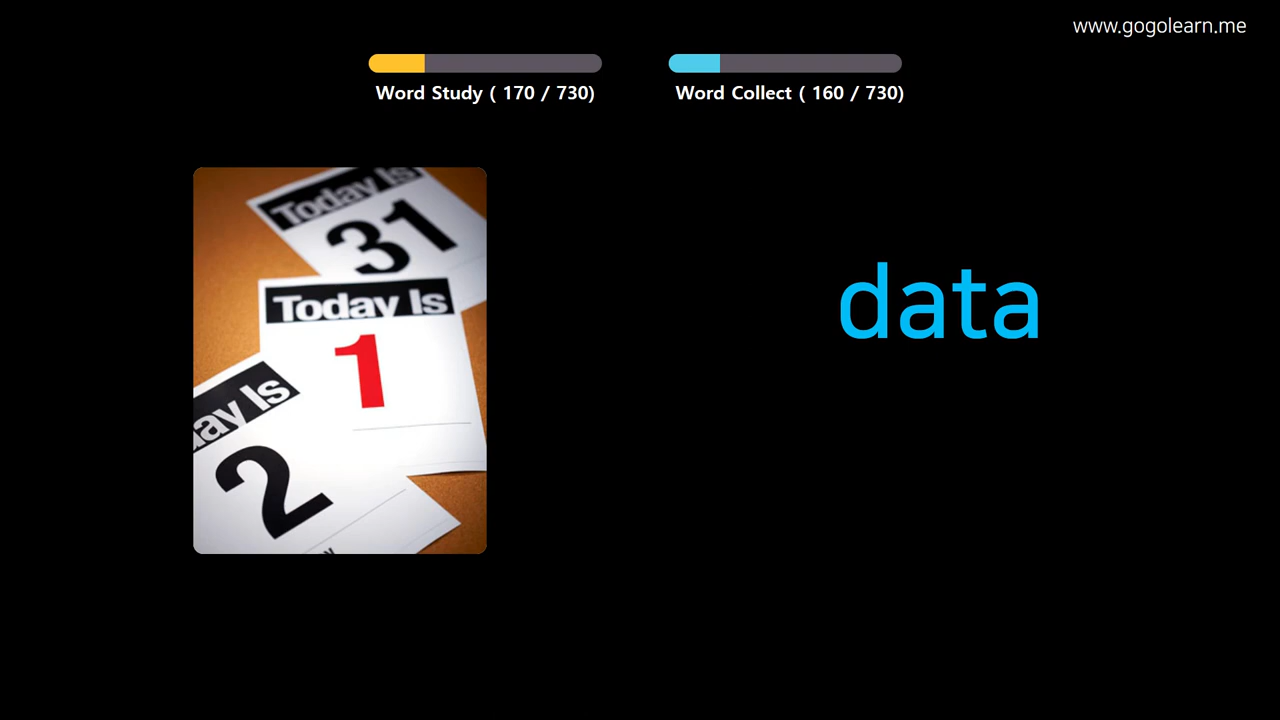 www.gogolearn.me
Word Study ( 170 / 730)
Word Collect ( 160 / 730)
Today Is
31
Today Is
1
day Is
2
data